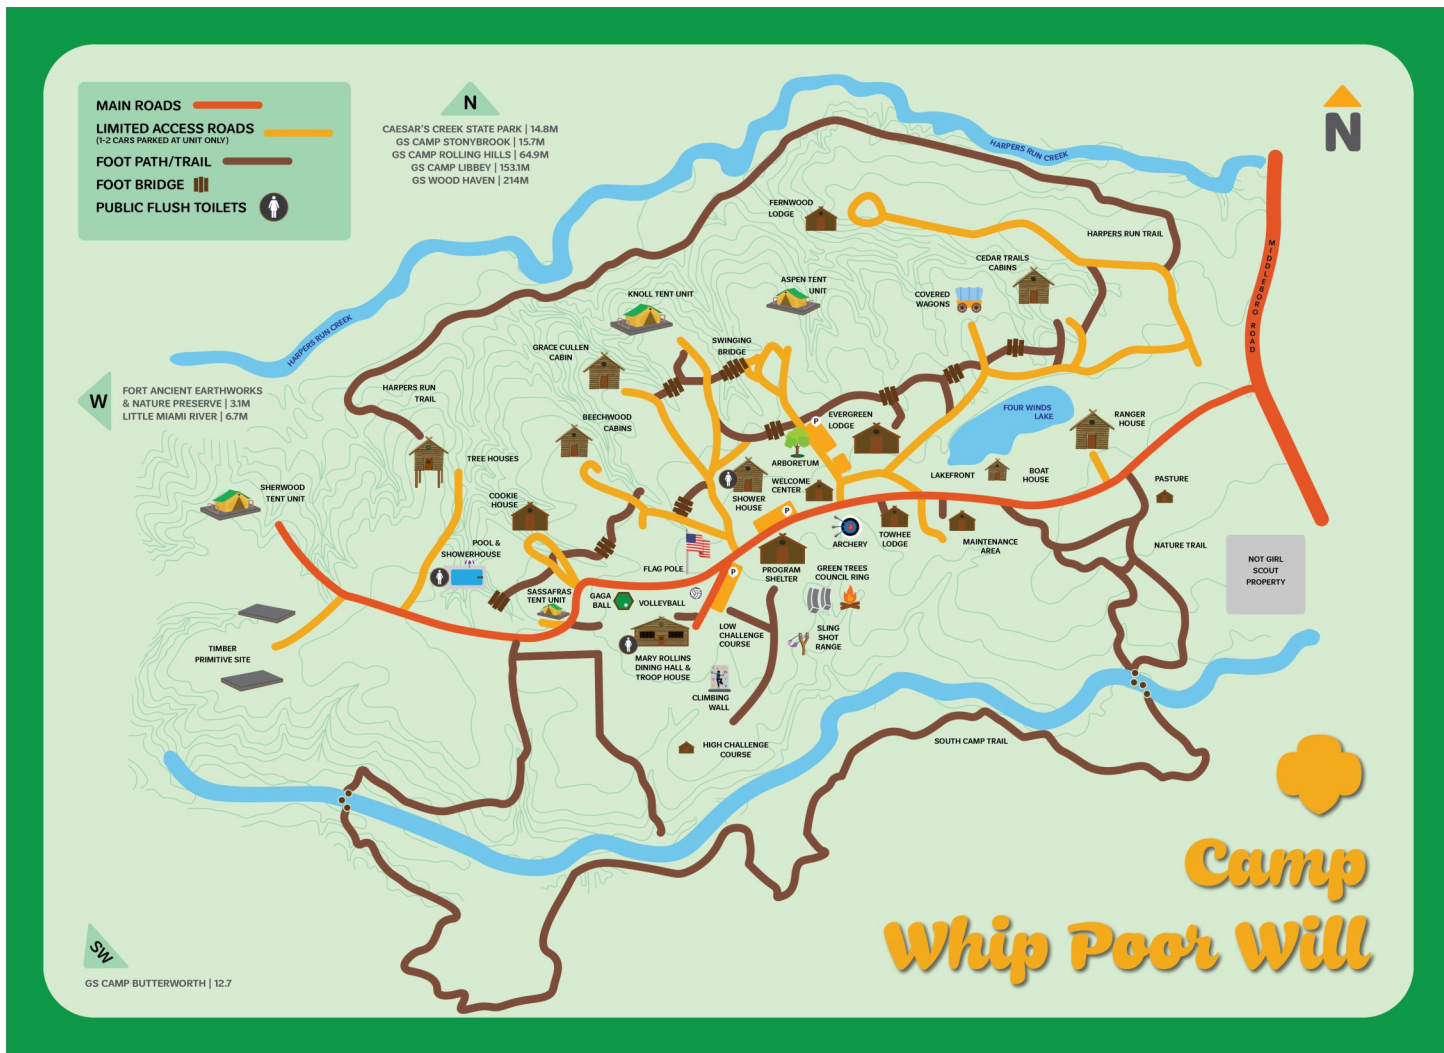 MAIN ROADS
LIMITED ACCESS ROADS
(1-2 CARS PARKED AT UNIT ONLY)
FOOT PATH/TRAIL
FOOT BRIDGE
PUBLIC FLUSH TOILETS
N
CAESAR'S CREEK STATE PARK | 14.8M
GS CAMP STONYBROOK | 15.7M
GS CAMP ROLLING HILLS | 64.9M
GS CAMP LIBBEY | 153.1M
GS WOOD HAVEN | 214M
N
HARPERS RUN CREEK
MIDDLEBORO ROAD
FERNWOOD
LODGE
HARPERS RUN TRAIL
CEDAR TRAILS
CABINS
ASPEN TENT
UNIT
KNOLL TENT UNIT
COVERED
WAGONS
HARPERS RUN CREEK
SWINGING
BRIDGE
GRACE CULLEN
CABIN
W
FORT ANCIENT EARTHWORKS
& NATURE PRESERVE | 3.1M
LITTLE MIAMI RIVER | 6.7M
HARPERS RUN
TRAIL
BEECHWOOD
CABINS
P
EVERGREEN
LODGE
FOUR WINDS
LAKE
RANGER
HOUSE
TREE HOUSES
ARBORETUM
LAKEFRONT
BOAT
HOUSE
PASTURE
SHERWOOD
TENT UNIT
COOKIE
HOUSE
SHOWER
HOUSE
WELCOME
CENTER
P
ARCHERY
TOWHEE
LODGE
MAINTENANCE
AREA
NATURE TRAIL
NOT GIRL
SCOUT
PROPERTY
POOL &
SHOWERHOUSE
FLAG POLE
P
PROGRAM
SHELTER
GREEN TREES
COUNCIL RING
SASSAFRAS
TENT UNIT
GAGA
BALL
VOLLEYBALL
LOW
CHALLENGE
COURSE
SLING
SHOT
RANGE
TIMBER
PRIMITIVE SITE
MARY ROLLINS
DINING HALL &
TROOP HOUSE
CLIMBING
WALL
HIGH CHALLENGE
COURSE
SOUTH CAMP TRAIL
SW
GS CAMP BUTTERWORTH | 12.7
Camp
Whip Poor Will